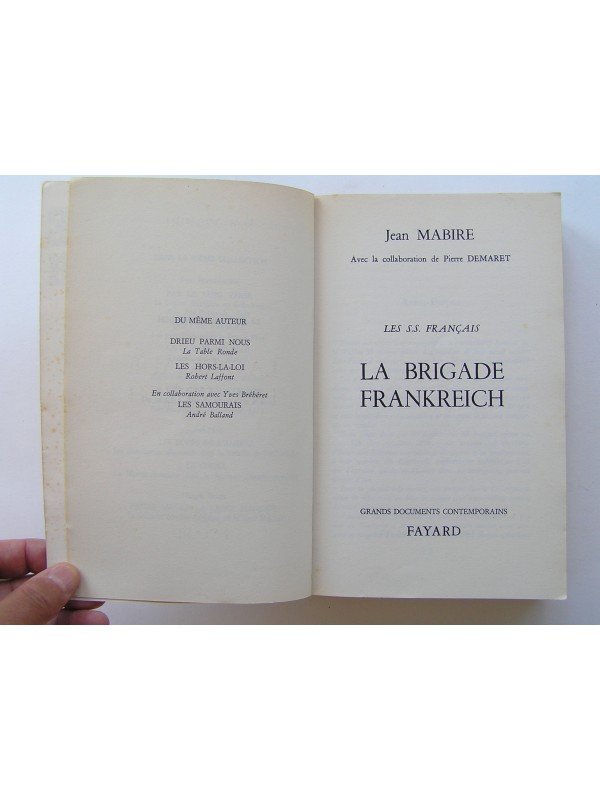 DU MÊME AUTEUR
DRIEU PARMI NOUS
La Table Ronde
LES HORS-LA-LOI
Robert Laffont
En collaboration avec Yves Bréhéret
LES SAMOURAIS
André Balland
Jean MABIRE
Avec la collaboration de Pierre DEMARET
LES S.S. FRANÇAIS
LA BRIGADE
FRANKREICH
GRANDS DOCUMENTS CONTEMPORAINS
FAYARD